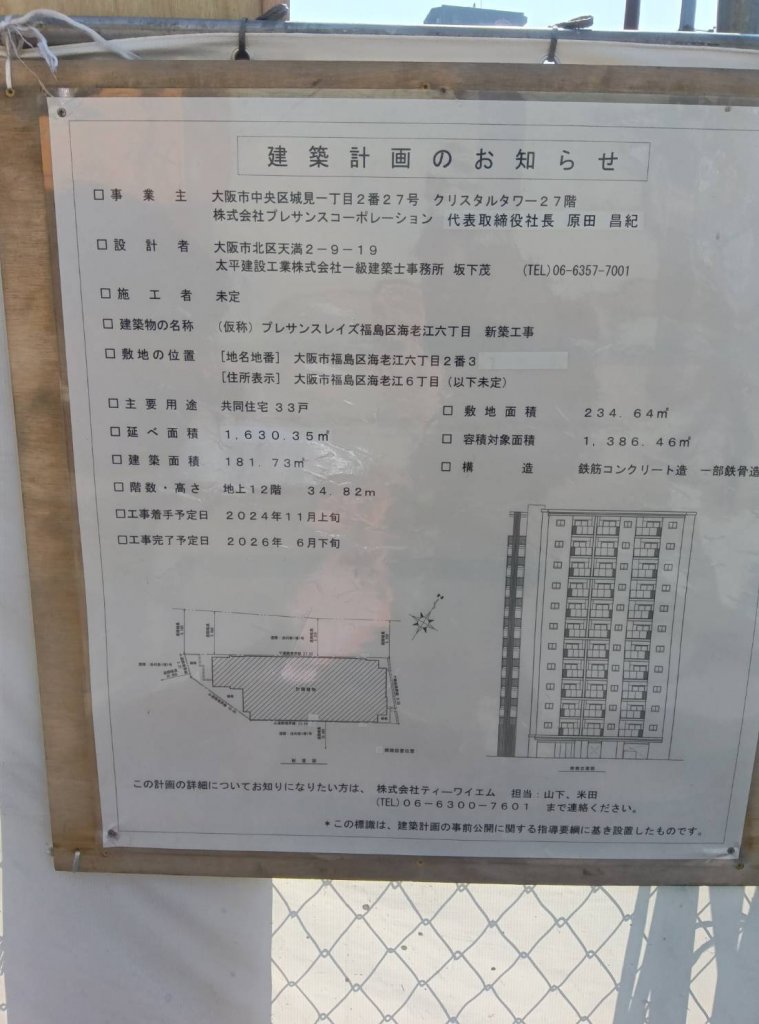 建築計画のお知らせ
□事業主 大阪市中央区城見一丁目2番27号 クリスタルタワー27階
株式会社プレサンスコーポレーション 代表取締役社長 原田 昌紀
□設計者 大阪市北区天満2-9-19
太平建設工業株式会社一級建築士事務所 坂下茂 (TEL)06-6357-7001
□施工者 未定
□建築物の名称 (仮称)プレサンスレイズ福島区海老江六丁目 新築工事
□敷地の位置 [地名地番] 大阪市福島区海老江六丁目2番3
[住所表示] 大阪市福島区海老江6丁目(以下未定)
□主要用途 共同住宅 33戸 □敷地面積 234.64㎡
□延べ面積 1,630.35㎡ □容積対象面積 1,386.46㎡
□建築面積 181.73㎡ □構造 鉄筋コンクリート造 一部鉄骨造
□階数・高さ 地上12階 34.82m
□工事着手予定日 2024年11月上旬
□工事完了予定日 2026年 6月下旬
この計画の詳細についてお知りになりたい方は、 株式会社ティーワイエム 担当:山下、米田
(TEL)06-6300-7601 まで連絡ください。
*この標識は、建築計画の事前公開に関する指導要綱に基き設置したものです。